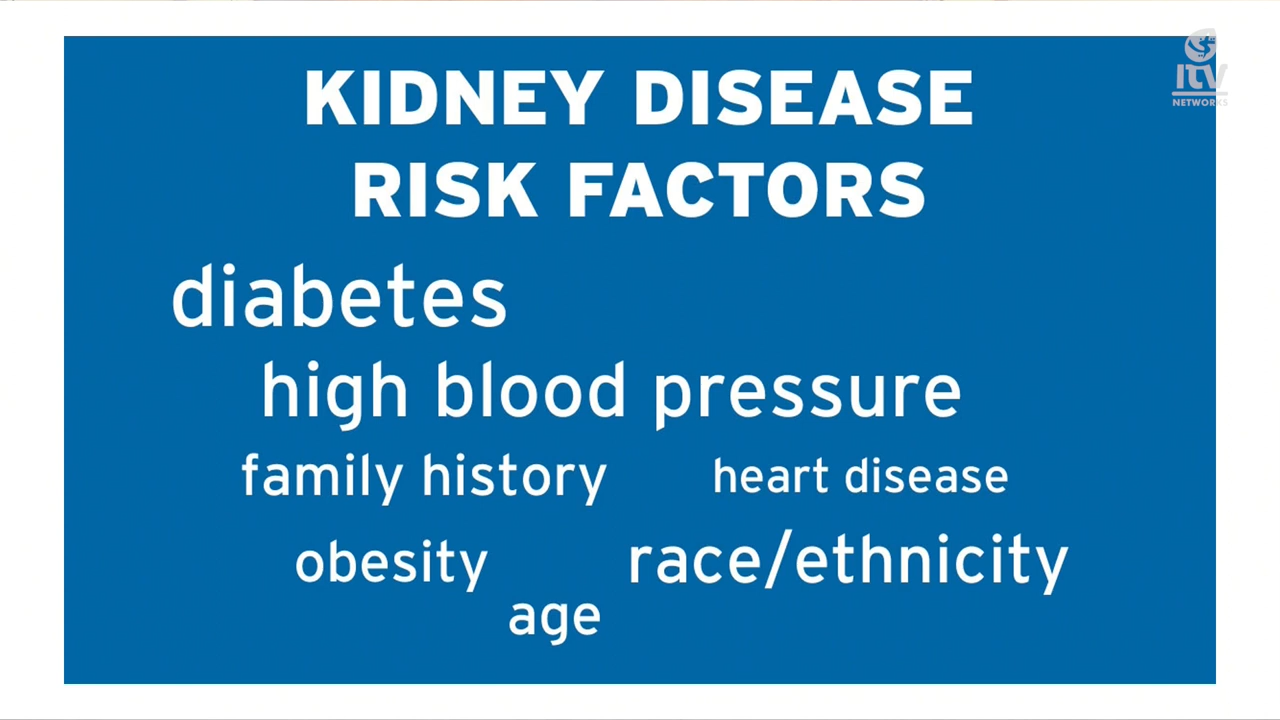 ITV
NETWORKS
KIDNEY DISEASE
RISK FACTORS
diabetes
high blood pressure
family history
heart disease
obesity
race/ethnicity
age